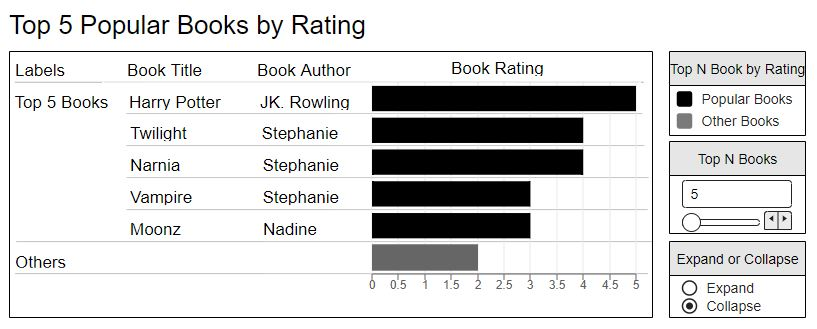 Top 5 Popular Books by Rating
Labels Book Title Book Author Book Rating
Top 5 Books Harry Potter JK. Rowling
Twilight Stephanie
Narnia Stephanie
Vampire Stephanie
Moonz Nadine
Others
0 0.5 1 1.5 2 2.5 3 3.5 4 4.5 5
Top N Book by Rating
Popular Books
Other Books
Top N Books
5
Expand or Collapse
Expand
Collapse